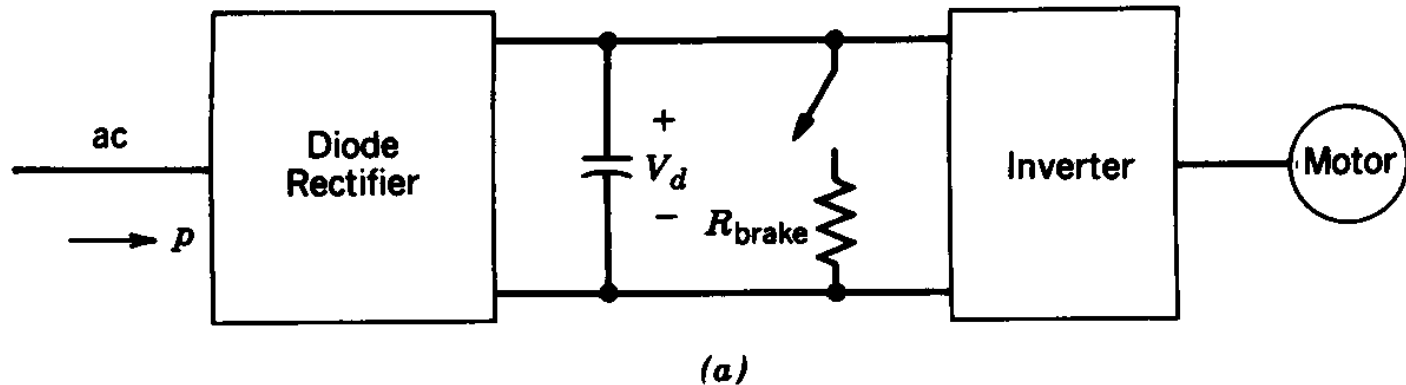 ac
p
Diode
Rectifier
+
V_d
−
R_brake
Inverter
Motor
(a)